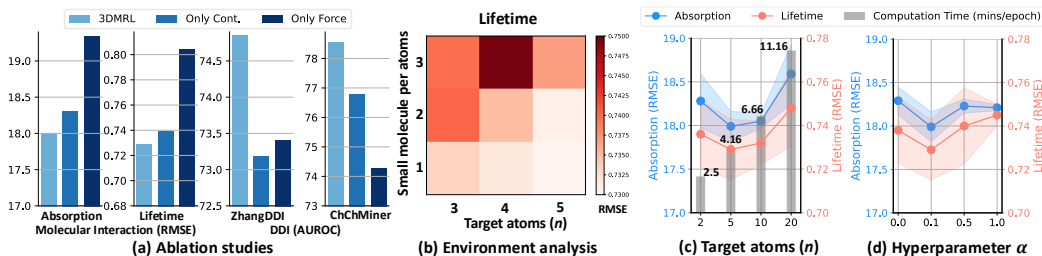 3DMRL Only Cont. Only Force
19.0
18.5
18.0
17.5
17.0
Absorption
0.80
0.78
0.76
0.74
0.72
0.70
0.68
Lifetime
Molecular Interaction (RMSE)
74.5
74.0
73.5
73.0
72.5
ZhangDDI
78
77
76
75
74
73
ChChMiner
DDI (AUROC)
(a) Ablation studies
Lifetime
Small molecule per atoms
3
2
1
3 4 5
Target atoms (n)
0.7500
0.7475
0.7450
0.7425
0.7400
0.7375
0.7350
0.7325
0.7300
RMSE
(b) Environment analysis
Absorption Lifetime Computation Time (mins/epoch)
19.0
18.5
18.0
17.5
17.0
Absorption (RMSE)
2.5
4.16
6.66
11.16
2 5 10 20
0.78
0.76
0.74
0.72
0.70
Lifetime (RMSE)
(c) Target atoms (n)
19.0
18.5
18.0
17.5
17.0
Absorption (RMSE)
0.0 0.1 0.5 1.0
0.78
0.76
0.74
0.72
0.70
Lifetime (RMSE)
(d) Hyperparameter α